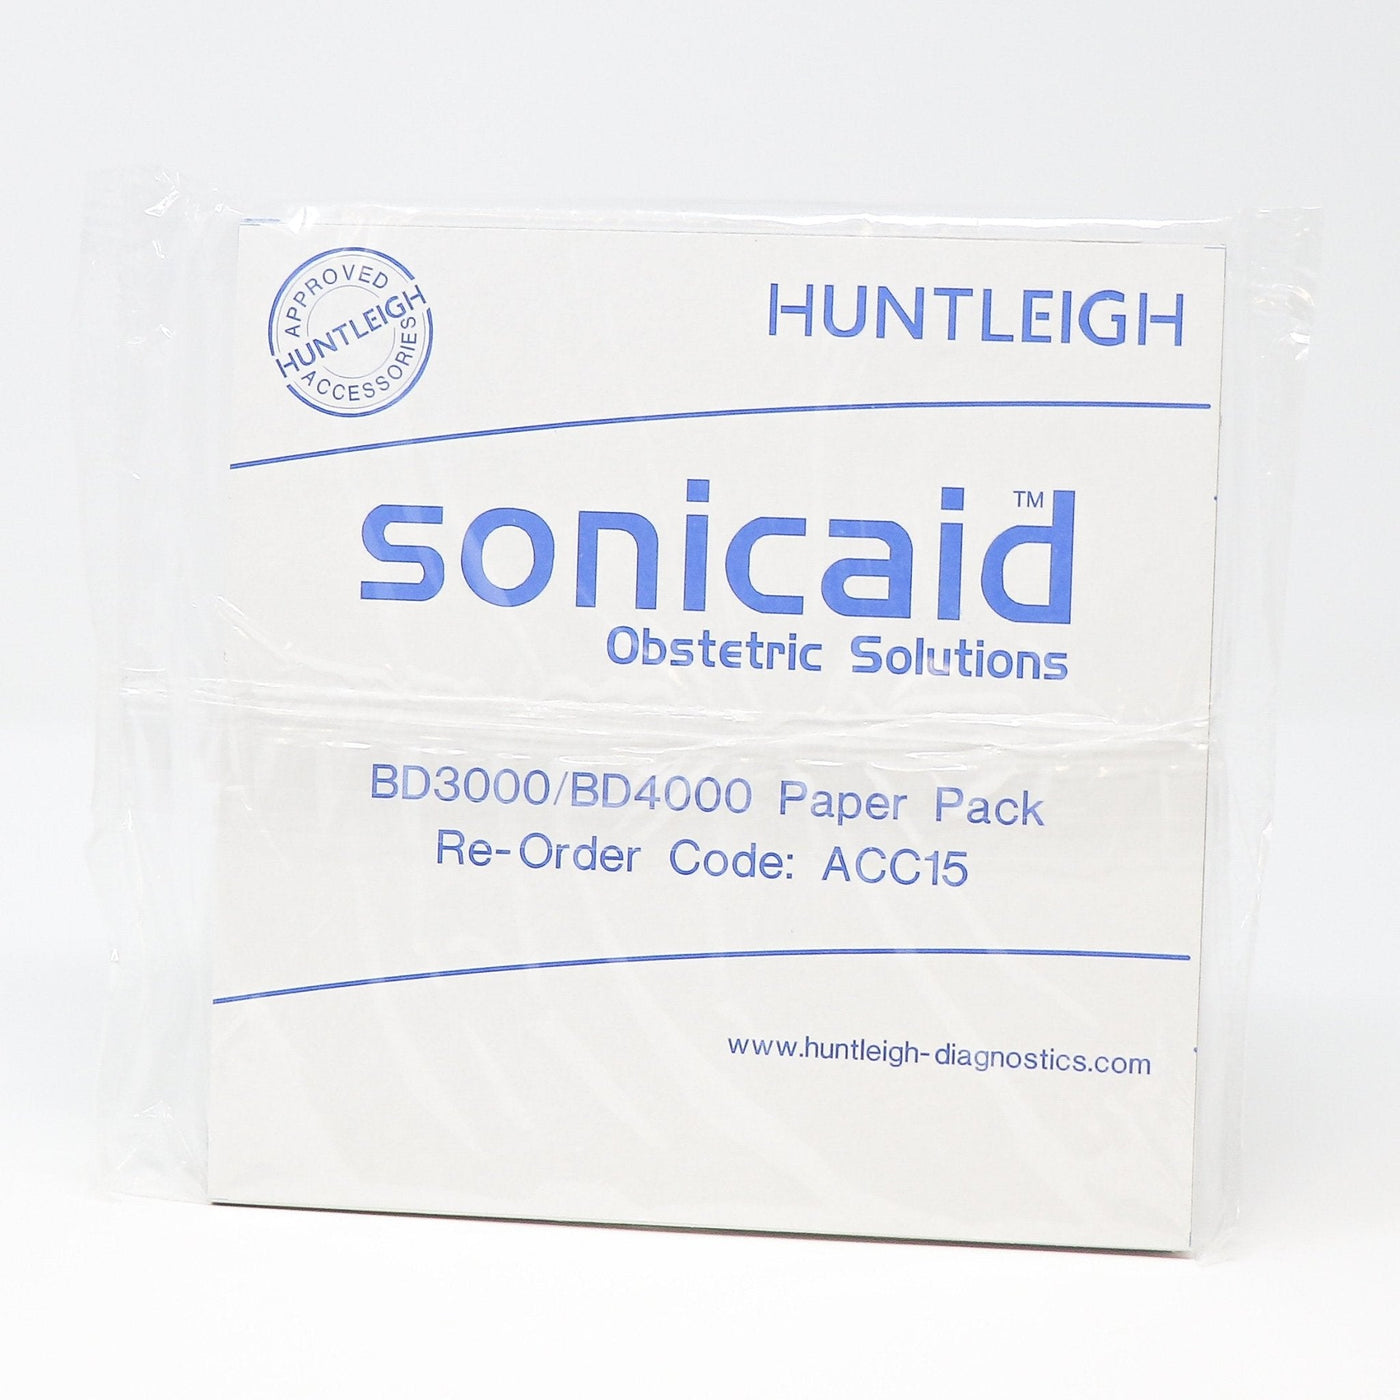 APPROVED
HUNTLEIGH
ACCESSORIES
HUNTLEIGH
sonicaid™
Obstetric Solutions
BD3000/BD4000 Paper Pack
Re-Order Code: ACC15
www.huntleigh-diagnostics.com